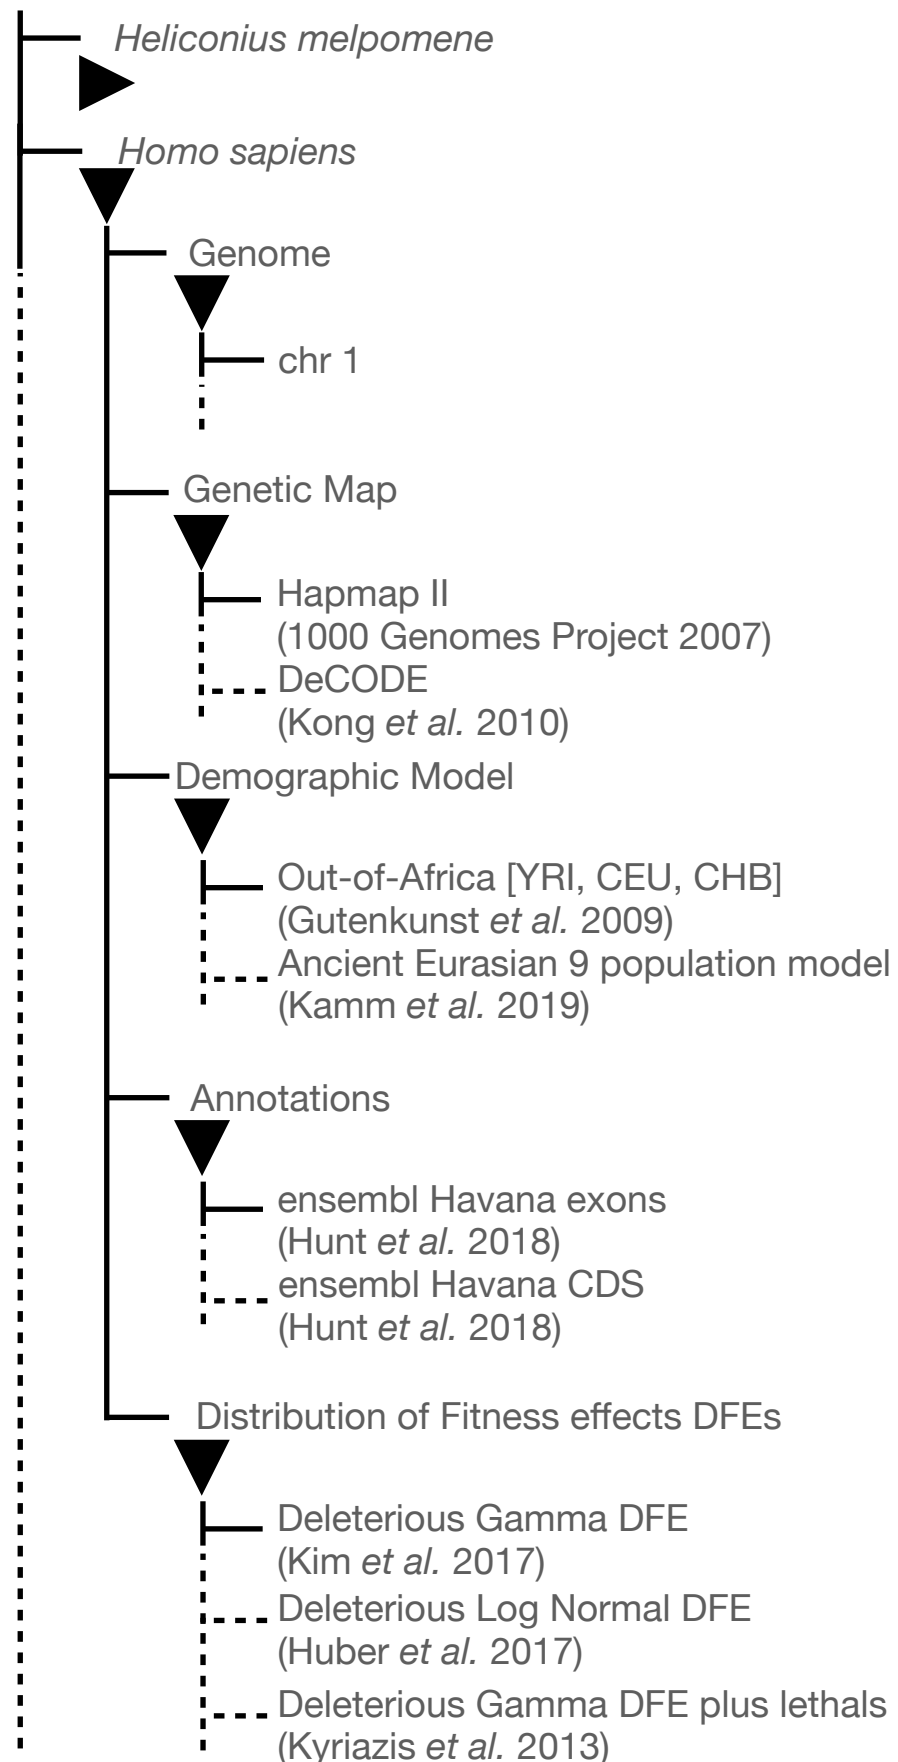 Heliconius melpomene
Homo sapiens
Genome
chr 1
Genetic Map
Hapmap II
(1000 Genomes Project 2007)
DeCODE
(Kong et al. 2010)
Demographic Model
Out-of-Africa [YRI, CEU, CHB]
(Gutenkunst et al. 2009)
Ancient Eurasian 9 population model
(Kamm et al. 2019)
Annotations
ensembl Havana exons
(Hunt et al. 2018)
ensembl Havana CDS
(Hunt et al. 2018)
Distribution of Fitness effects DFEs
Deleterious Gamma DFE
(Kim et al. 2017)
Deleterious Log Normal DFE
(Huber et al. 2017)
Deleterious Gamma DFE plus lethals
(Kyriazis et al. 2013)